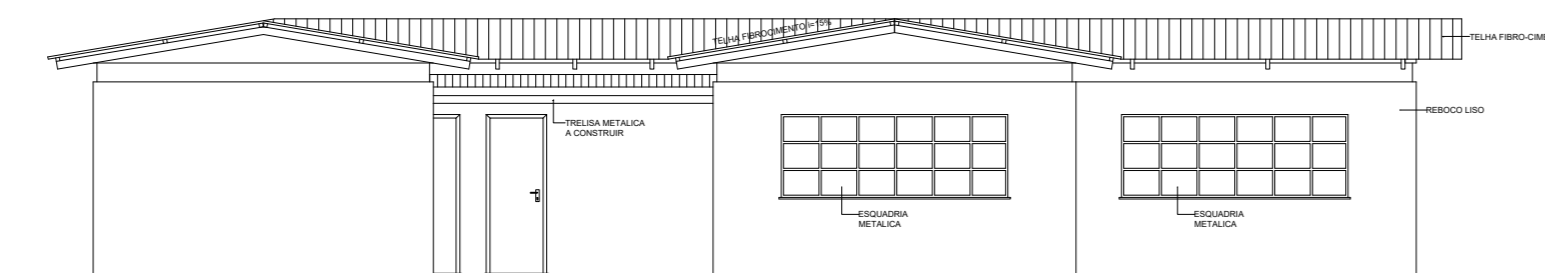 TELHA FIBROCIMENTO i=15%
TELHA FIBRO-CIME
TRELISA METALICA
A CONSTRUIR
REBOCO LISO
ESQUADRIA
METALICA
ESQUADRIA
METALICA